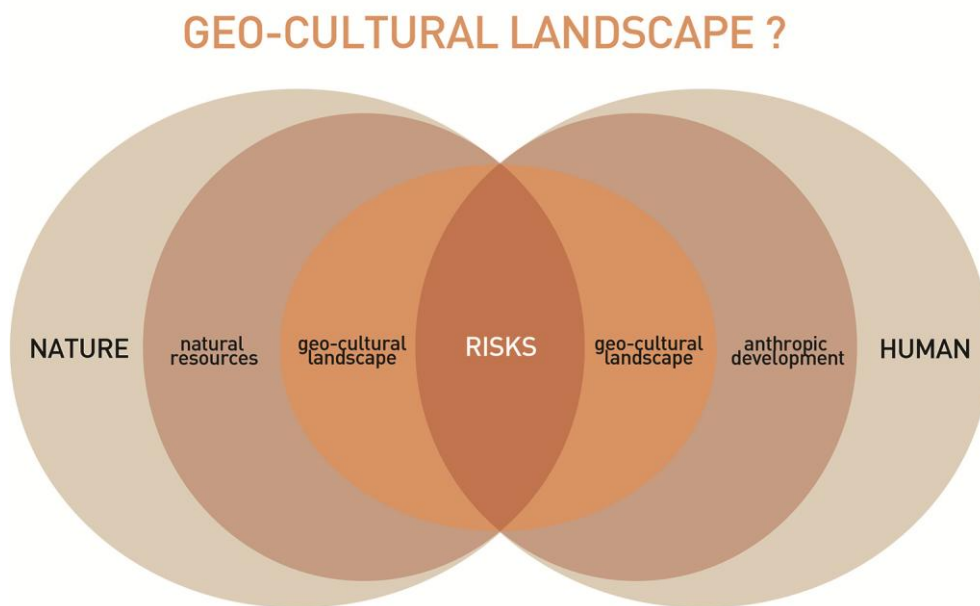 GEO-CULTURAL LANDSCAPE ?
NATURE
natural
resources
geo-cultural
landscape
RISKS
geo-cultural
landscape
anthropic
development
HUMAN